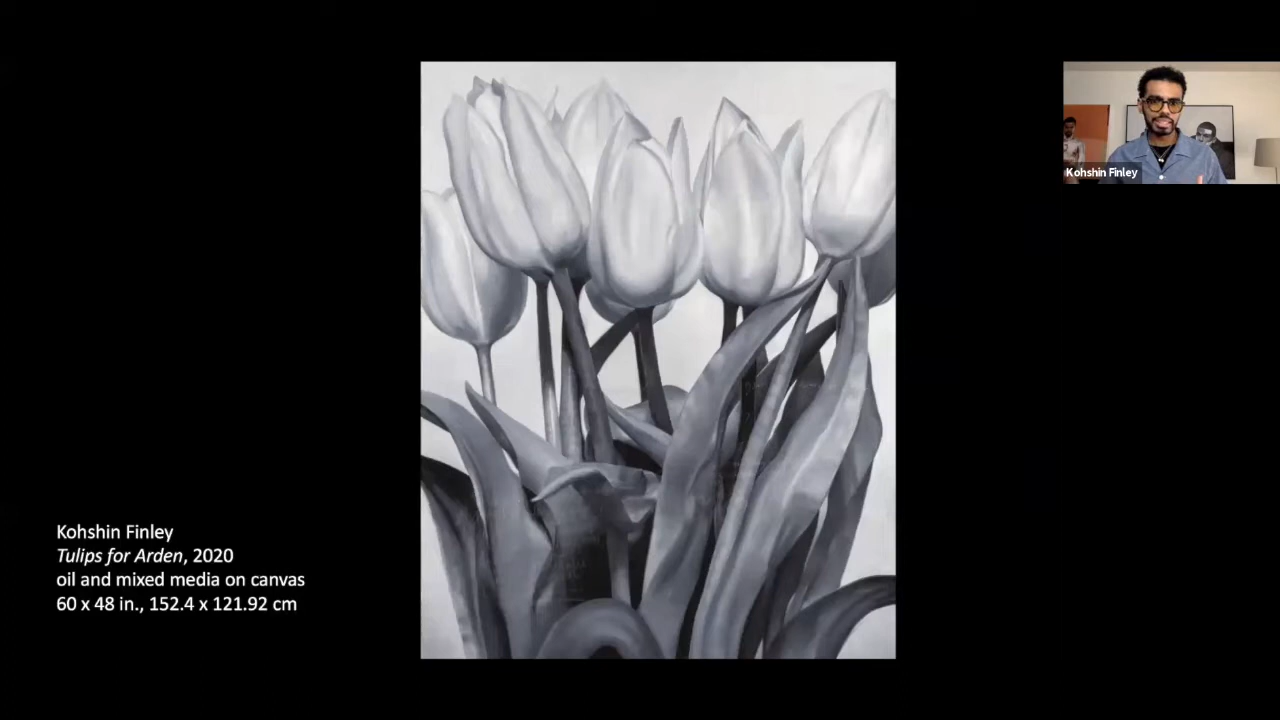 Kohshin Finley
Kohshin Finley
Tulips for Arden, 2020
oil and mixed media on canvas
60 x 48 in., 152.4 x 121.92 cm